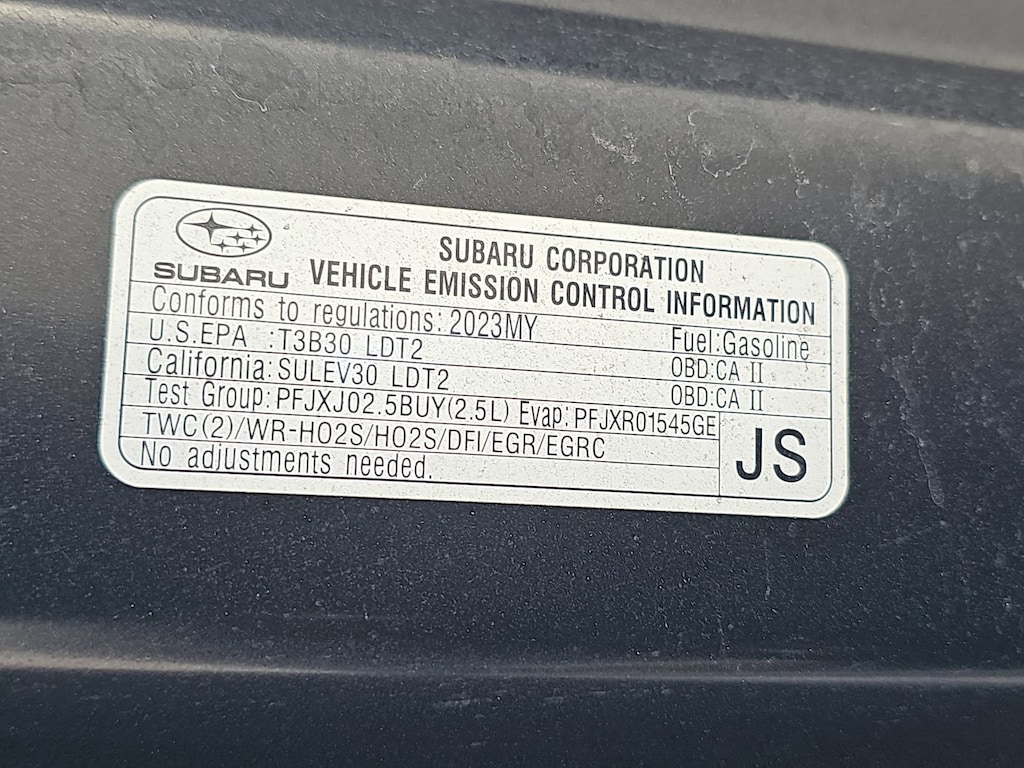 SUBARU
SUBARU CORPORATION
VEHICLE EMISSION CONTROL INFORMATION
Conforms to regulations: 2023MY Fuel:Gasoline
U.S.EPA :T3B30 LDT2 OBD:CA II
California:SULEV30 LDT2 OBD:CA II
Test Group:PFJXJ02.5BUY(2.5L) Evap:PFJXR01545GE
TWC(2)/WR-HO2S/HO2S/DFI/EGR/EGRC
No adjustments needed.
JS